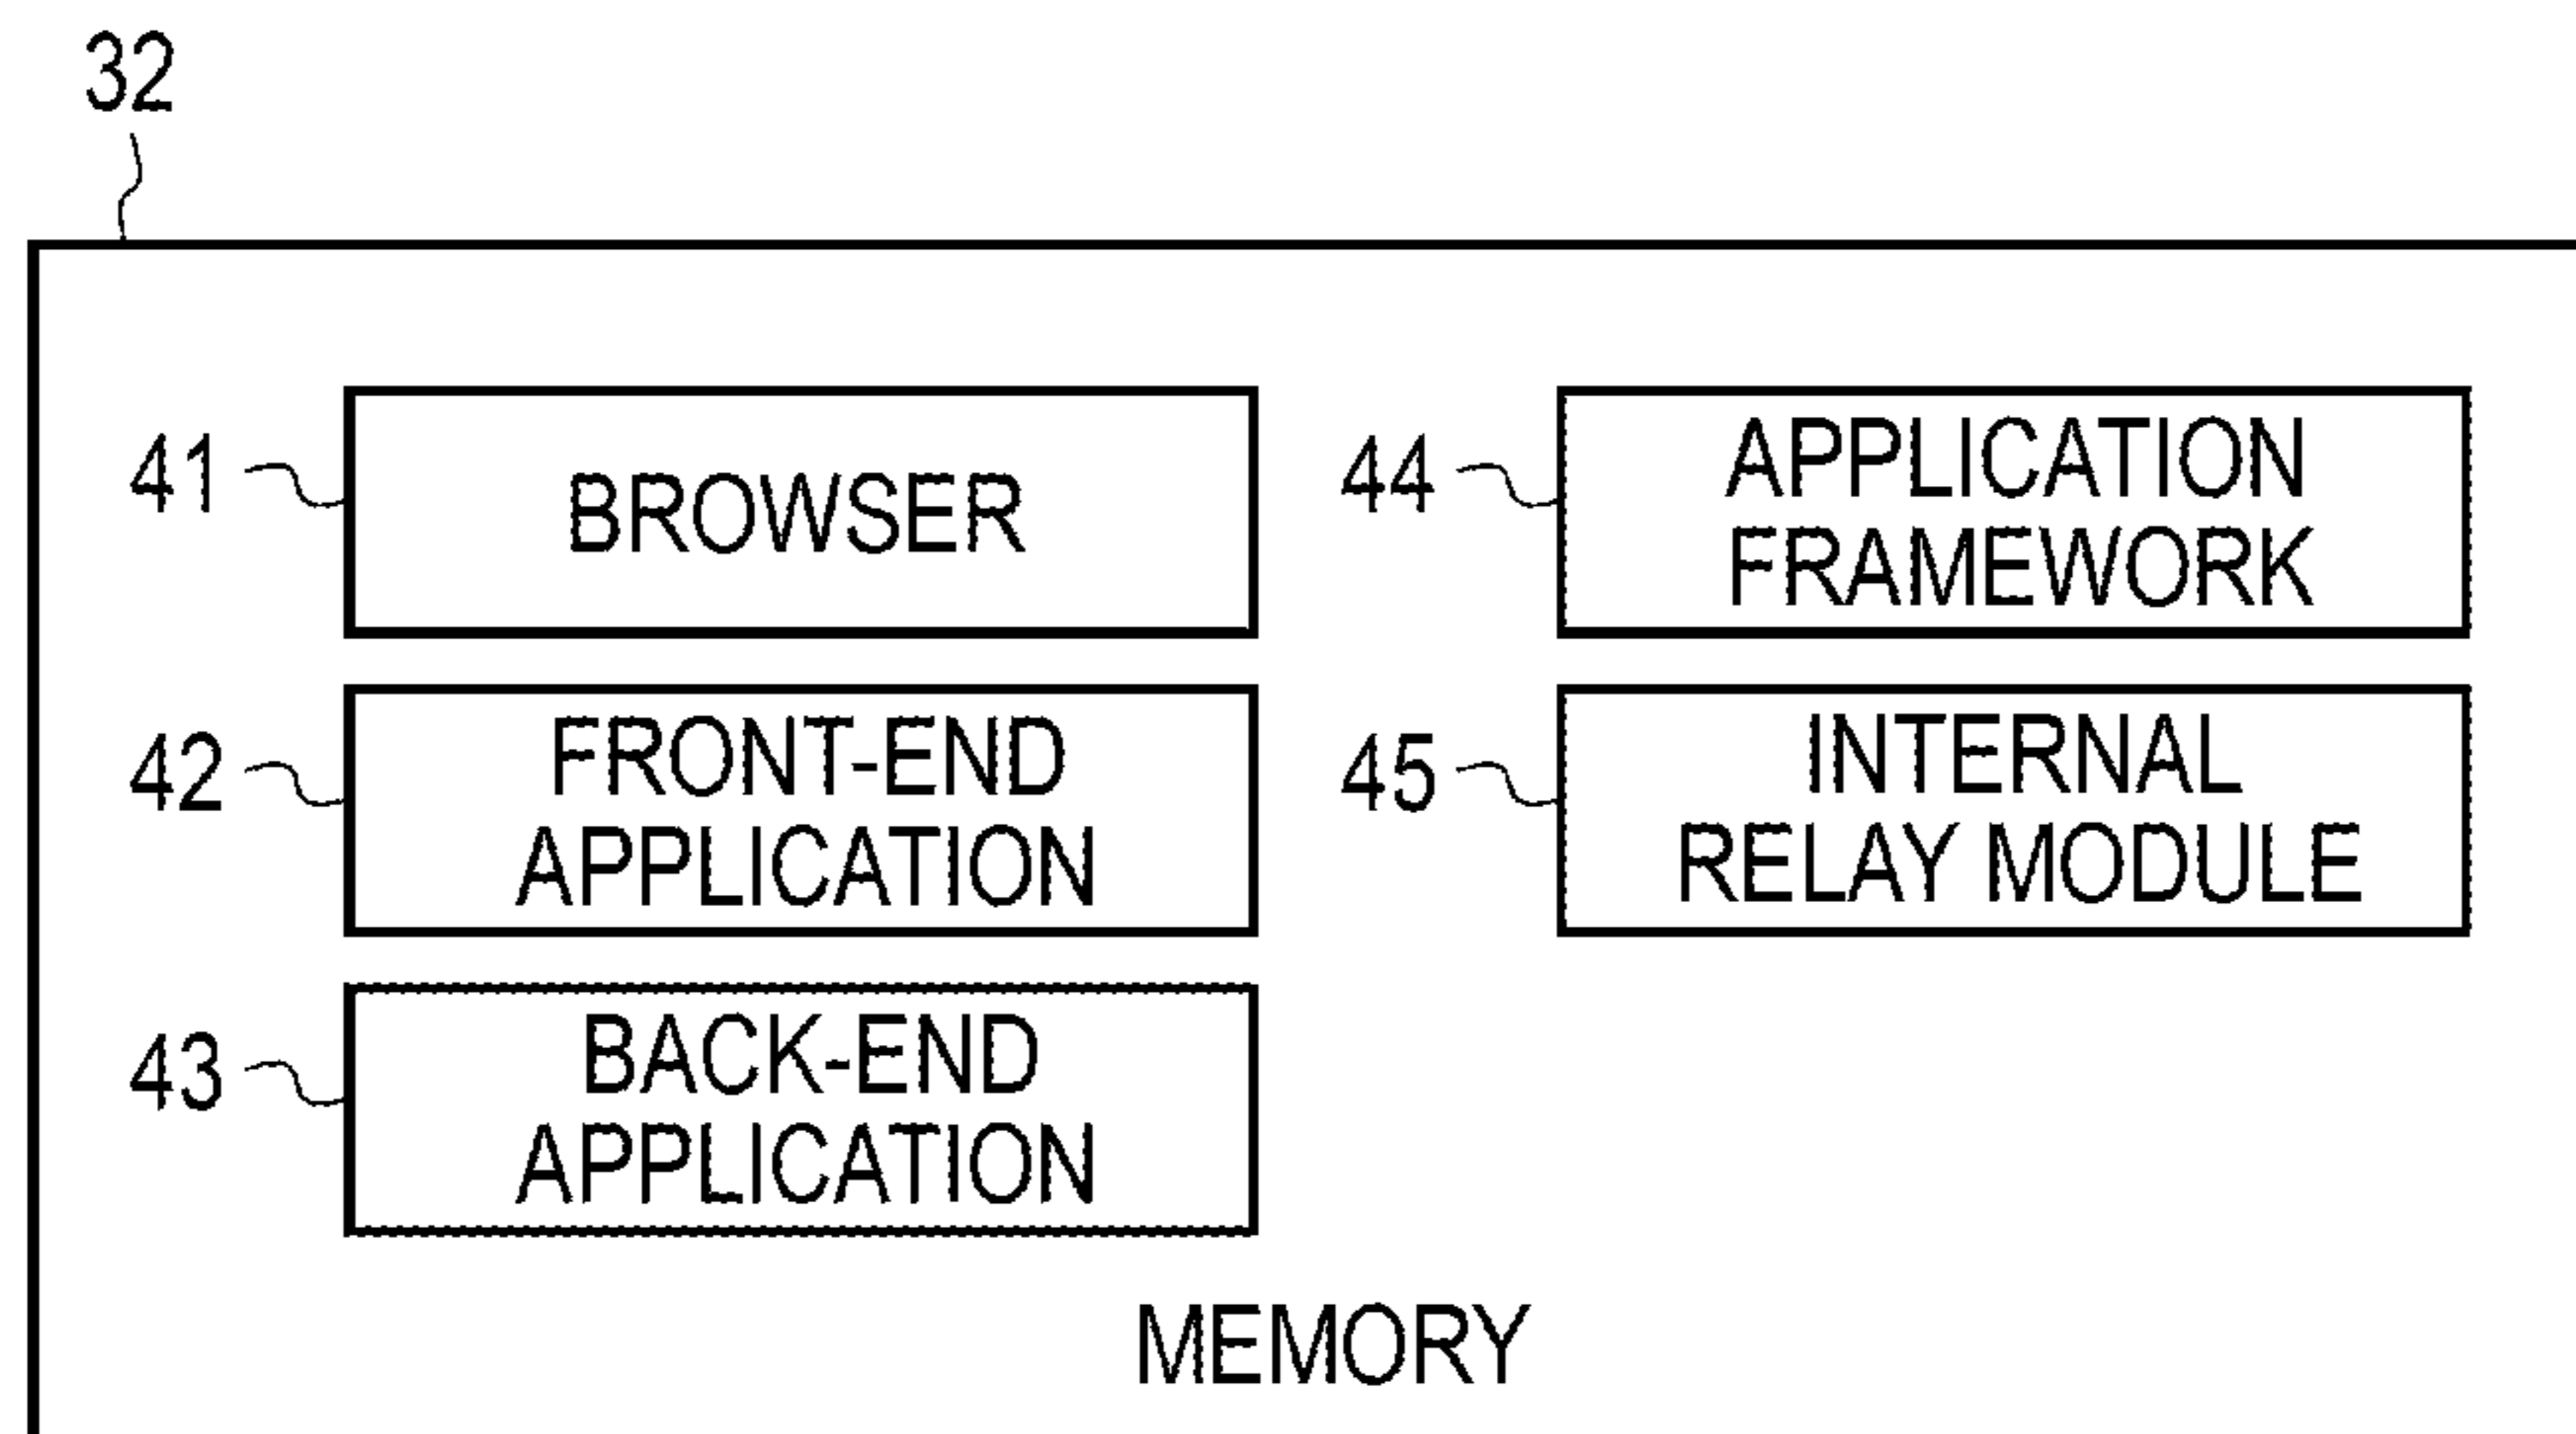 32
41
BROWSER
42
FRONT-END
APPLICATION
43
BACK-END
APPLICATION
44
APPLICATION
FRAMEWORK
45
INTERNAL
RELAY MODULE
MEMORY